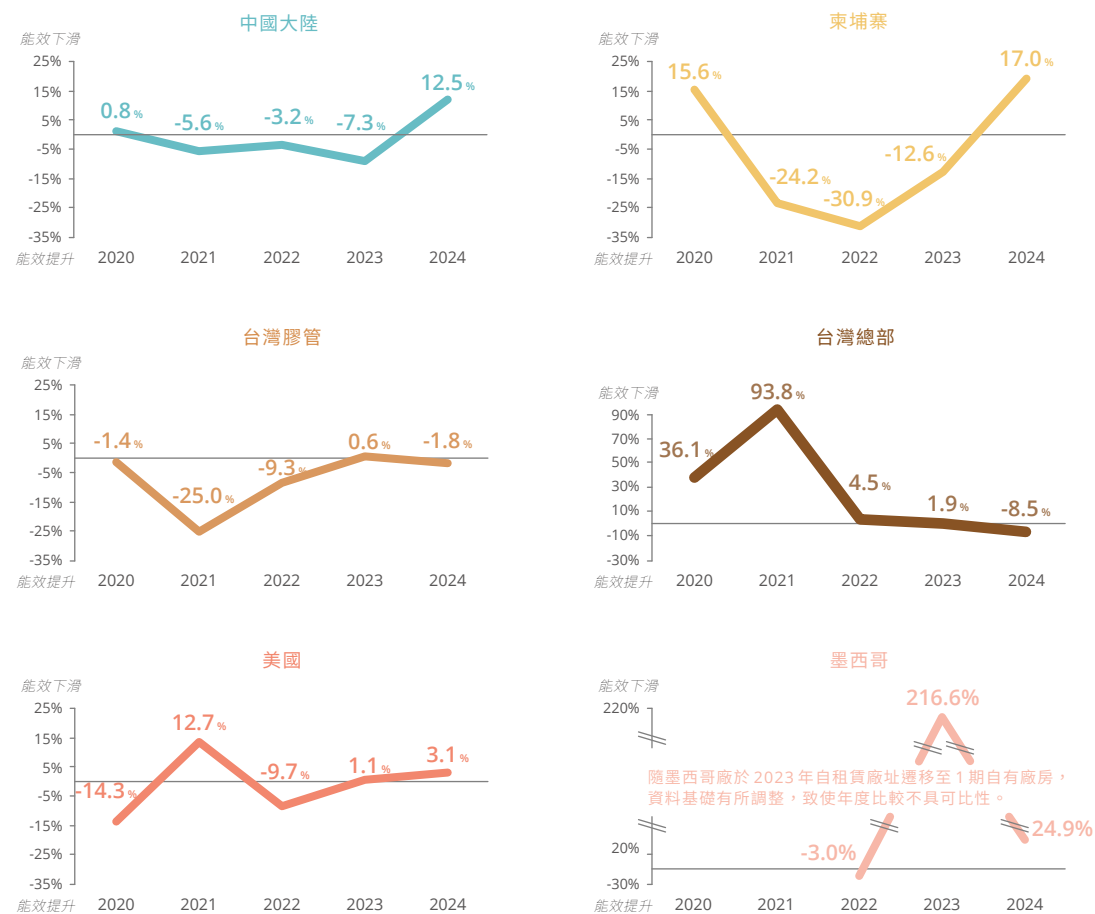 中國大陸
能效下滑
25%
15%
5%
-5%
-15%
-25%
-35%
能效提升
0.8%
-5.6%
-3.2%
-7.3%
12.5%
2020 2021 2022 2023 2024
柬埔寨
能效下滑
25%
15%
5%
-5%
-15%
-25%
-35%
能效提升
15.6%
-24.2%
-30.9%
-12.6%
17.0%
2020 2021 2022 2023 2024
台灣膠管
能效下滑
25%
15%
5%
-5%
-15%
-25%
-35%
能效提升
-1.4%
-25.0%
-9.3%
0.6%
-1.8%
2020 2021 2022 2023 2024
台灣總部
能效下滑
90%
70%
50%
30%
10%
-10%
-30%
能效提升
36.1%
93.8%
4.5%
1.9%
-8.5%
2020 2021 2022 2023 2024
美國
能效下滑
25%
15%
5%
-5%
-15%
-25%
-35%
能效提升
-14.3%
12.7%
-9.7%
1.1%
3.1%
2020 2021 2022 2023 2024
墨西哥
能效下滑
220%
216.6%
隨墨西哥廠於 2023 年自租賃廠址遷移至 1 期自有廠房，
資料基礎有所調整，致使年度比較不具可比性。
20%
-30%
能效提升
-3.0%
24.9%
2020 2021 2022 2023 2024